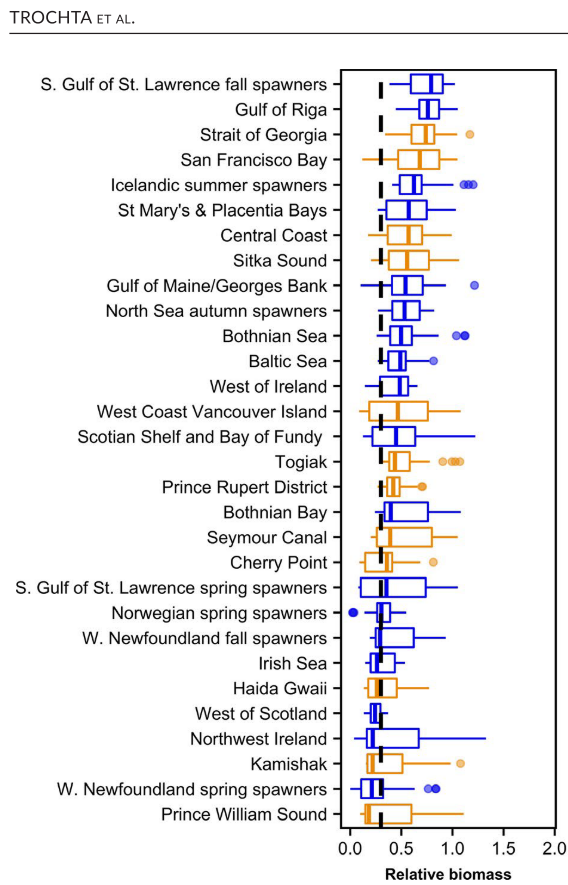 TROCHTA ET AL.
S. Gulf of St. Lawrence fall spawners
Gulf of Riga
Strait of Georgia
San Francisco Bay
Icelandic summer spawners
St Mary's & Placentia Bays
Central Coast
Sitka Sound
Gulf of Maine/Georges Bank
North Sea autumn spawners
Bothnian Sea
Baltic Sea
West of Ireland
West Coast Vancouver Island
Scotian Shelf and Bay of Fundy
Togiak
Prince Rupert District
Bothnian Bay
Seymour Canal
Cherry Point
S. Gulf of St. Lawrence spring spawners
Norwegian spring spawners
W. Newfoundland fall spawners
Irish Sea
Haida Gwaii
West of Scotland
Northwest Ireland
Kamishak
W. Newfoundland spring spawners
Prince William Sound
0.0 0.5 1.0 1.5 2.0
Relative biomass